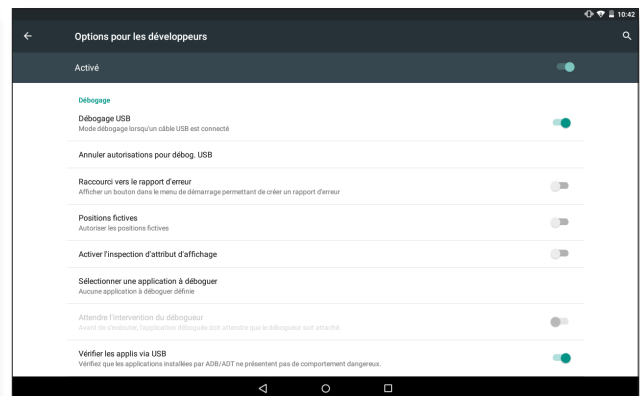 10:42
Options pour les développeurs
Activé
Débogage
Débogage USB
Mode débogage lorsqu'un câble USB est connecté
Annuler autorisations pour débog. USB
Raccourci vers le rapport d'erreur
Afficher un bouton dans le menu de démarrage permettant de créer un rapport d'erreur
Positions fictives
Autoriser les positions fictives
Activer l'inspection d'attribut d'affichage
Sélectionner une application à déboguer
Aucune application à déboguer définie
Attendre l'intervention du débogueur
Avant de s'exécuter, l'application déboguée doit attendre que le débogueur soit attaché.
Vérifier les applis via USB
Vérifiez que les applications installées par ADB/ADT ne présentent pas de comportement dangereux.